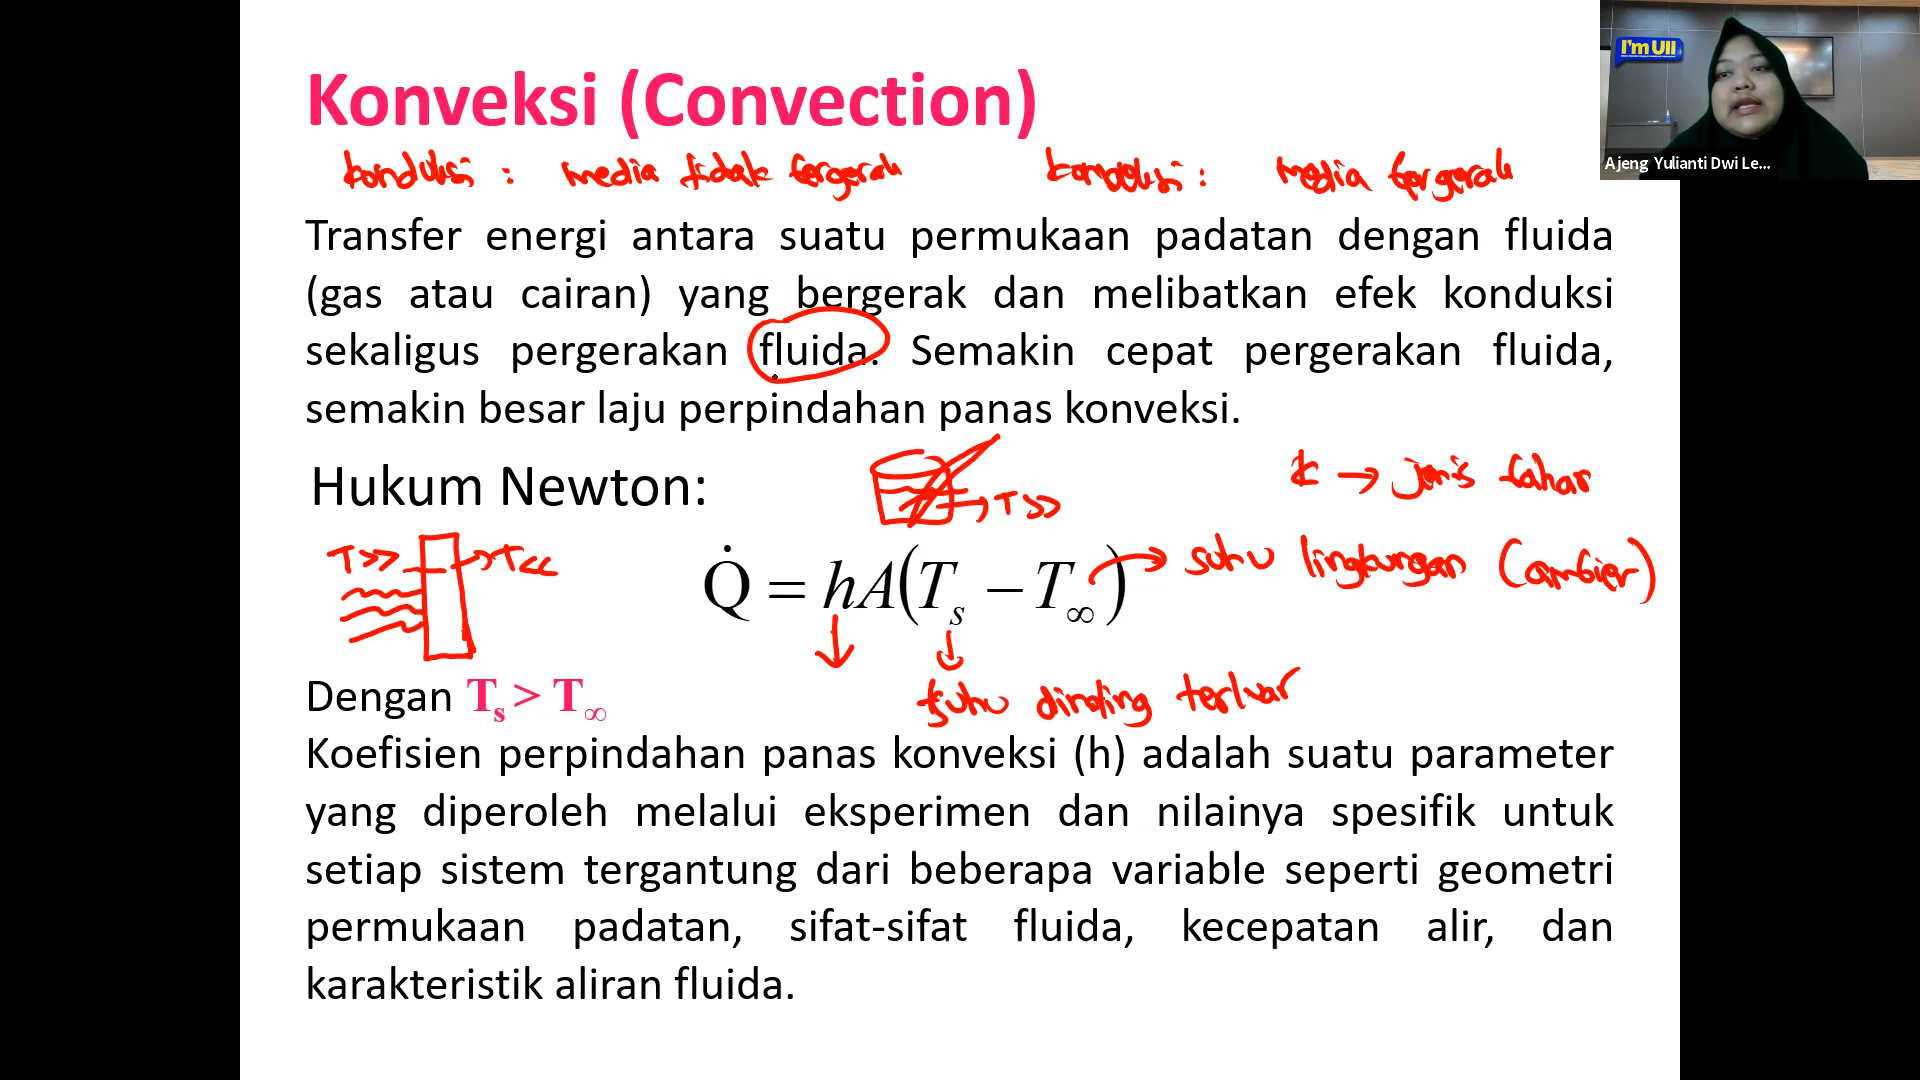 Konveksi (Convection)
I'm UII
Ajeng Yulianti Dwi Le...
konduksi : media tidak bergerak konveksi : media bergerak
Transfer energi antara suatu permukaan padatan dengan fluida
(gas atau cairan) yang bergerak dan melibatkan efek konduksi
sekaligus pergerakan fluida. Semakin cepat pergerakan fluida,
semakin besar laju perpindahan panas konveksi.
Hukum Newton:
T>>
k → jenis bahan
T>> → T<<
Q̇ = hA(Tₛ − T∞) → suhu lingkungan (ambien)
suhu dinding terluar
Dengan Tₛ > T∞
Koefisien perpindahan panas konveksi (h) adalah suatu parameter
yang diperoleh melalui eksperimen dan nilainya spesifik untuk
setiap sistem tergantung dari beberapa variable seperti geometri
permukaan padatan, sifat-sifat fluida, kecepatan alir, dan
karakteristik aliran fluida.